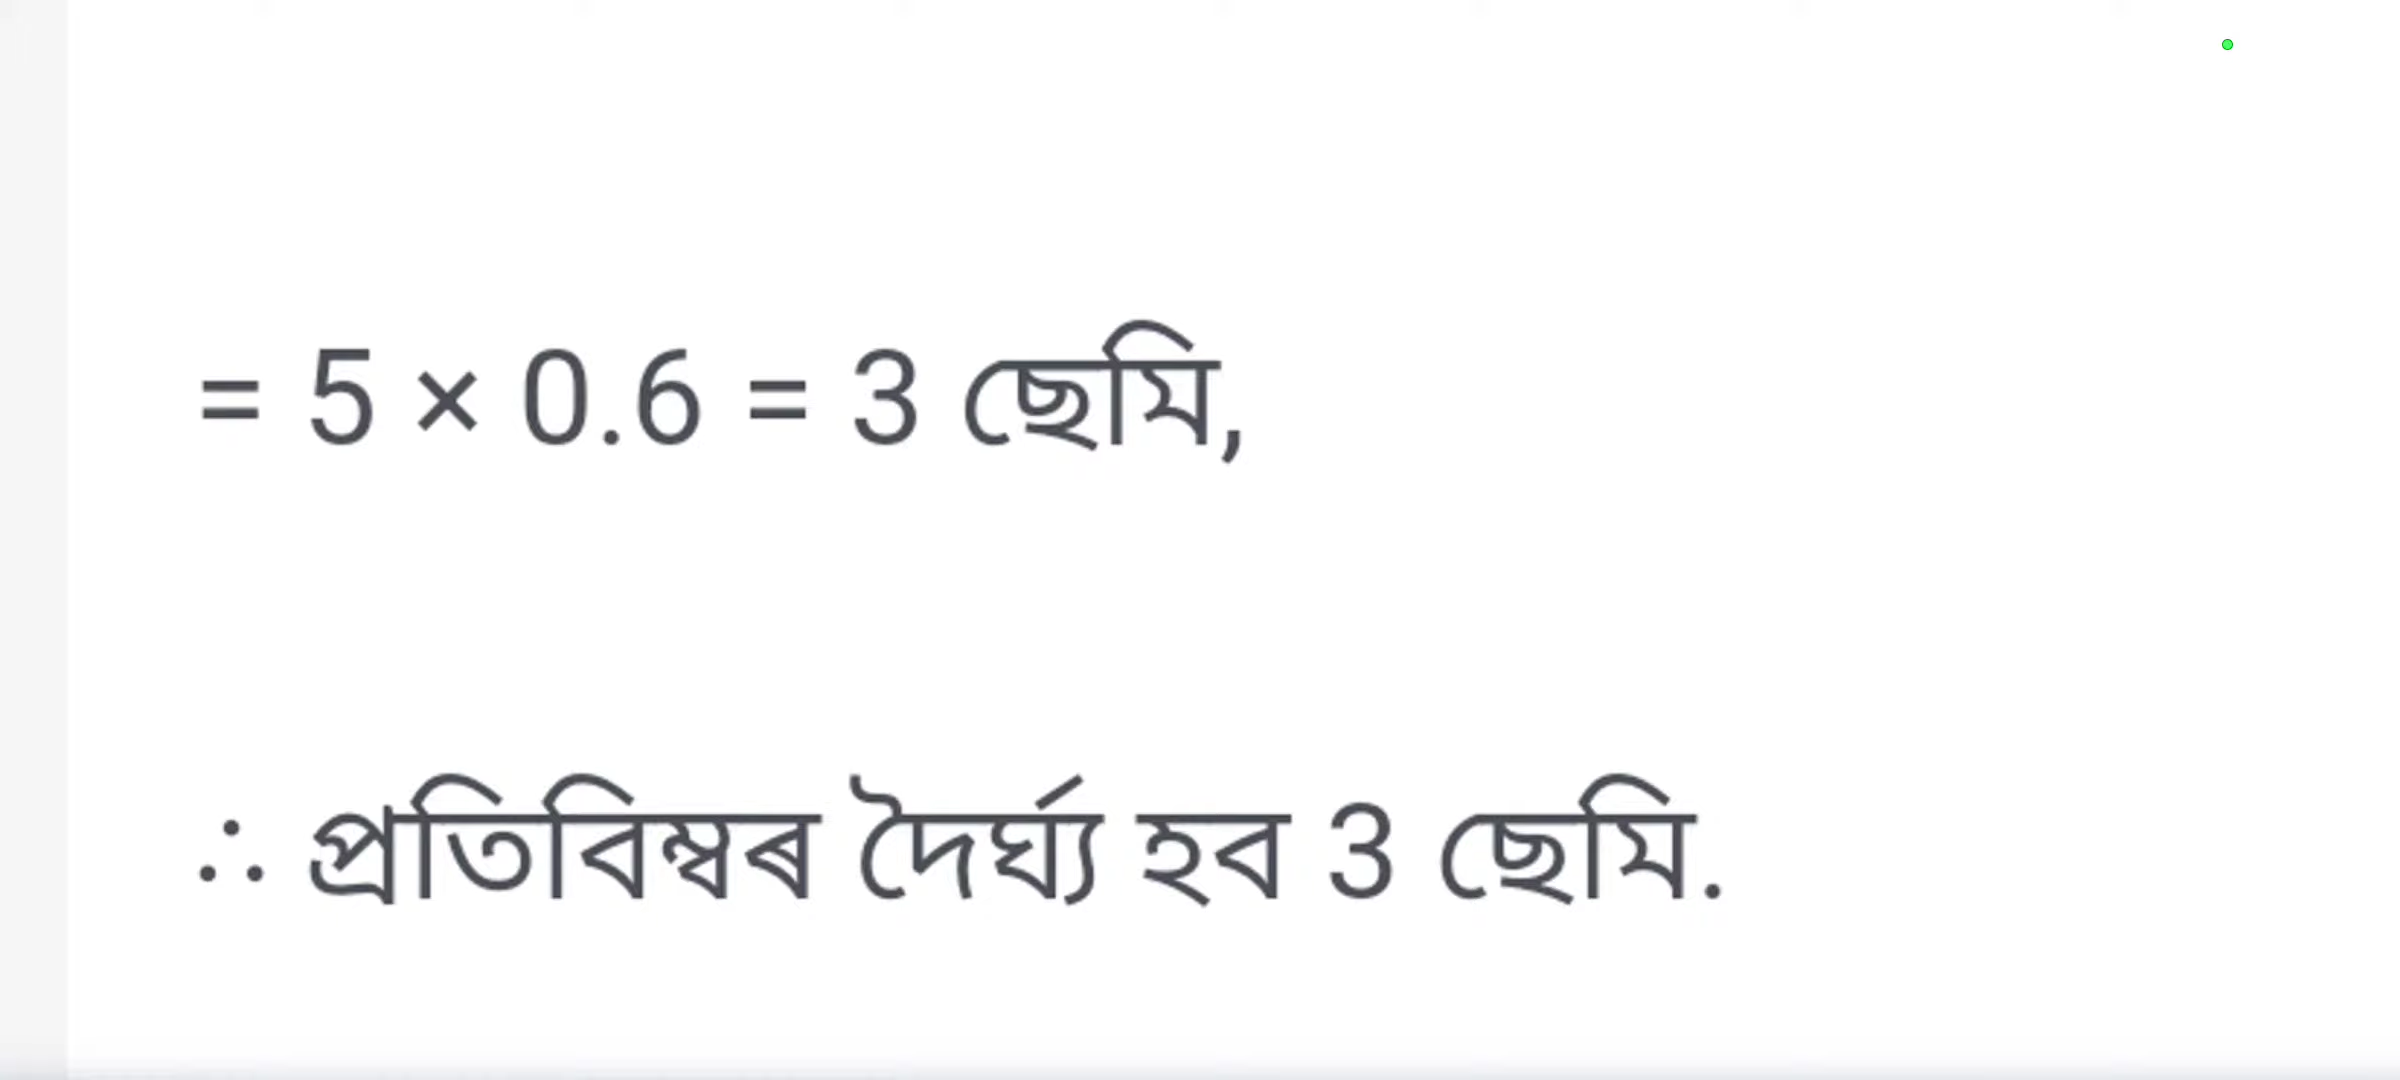 = 5 × 0.6 = 3 ছেমি,
∴ প্ৰতিবিম্বৰ দৈৰ্ঘ্য হব 3 ছেমি.